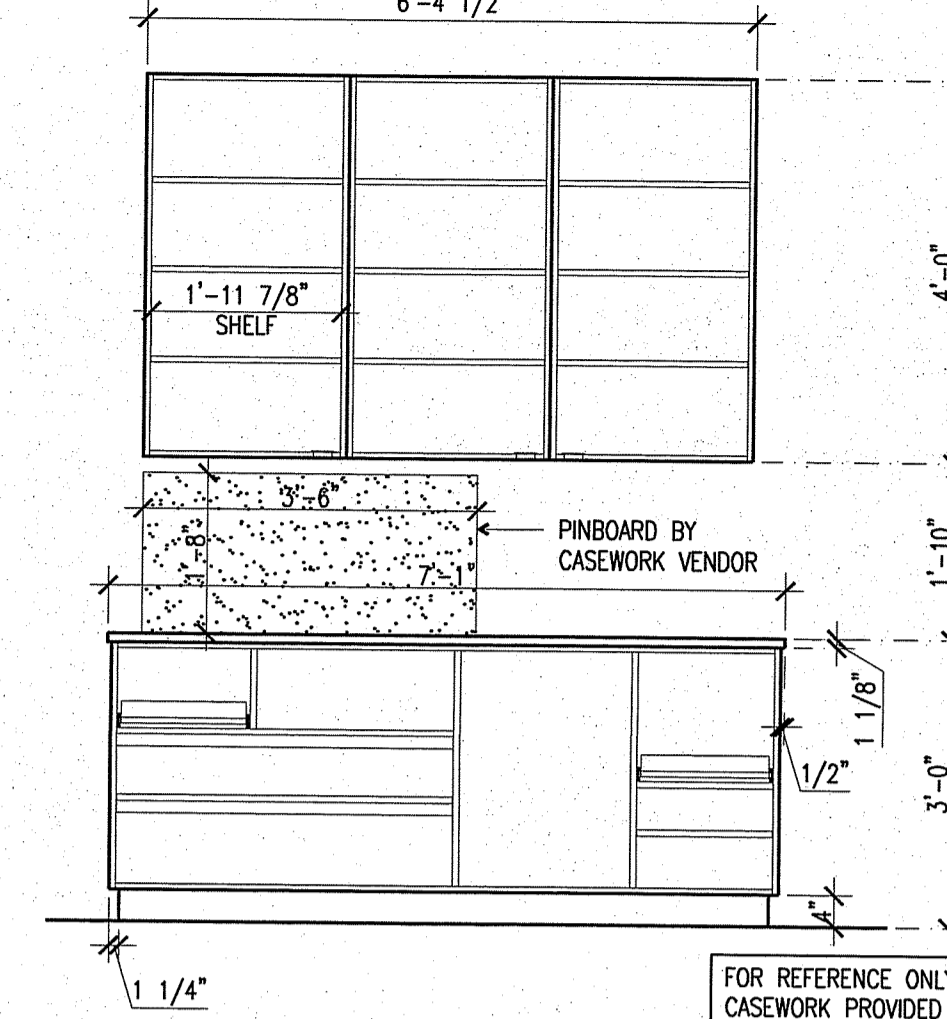 6'-4 1/2"
1'-11 7/8"
SHELF
4'-0"
3'-6"
1'-8"
PINBOARD BY
CASEWORK VENDOR
7'-1"
1'-10"
1 1/8"
1/2"
3'-0"
4"
1 1/4"
FOR REFERENCE ONLY
CASEWORK PROVIDED